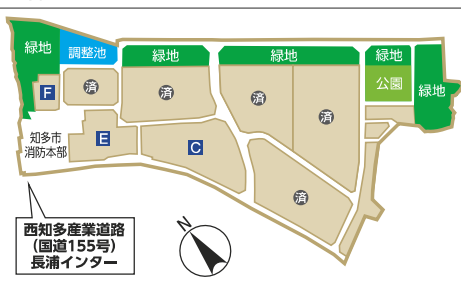 緑地
調整池
緑地
緑地
緑地
公園
緑地
F
済
済
済
済
知多市
消防本部
E
C
済
西知多産業道路
（国道155号）
長浦インター
N